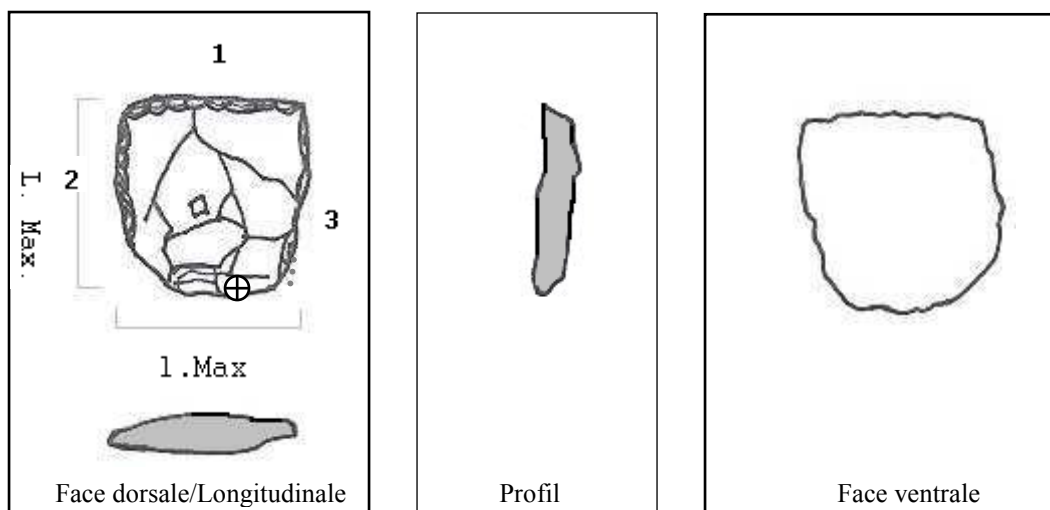 1
2
L. Max.
3
l.Max
Face dorsale/Longitudinale
Profil
Face ventrale